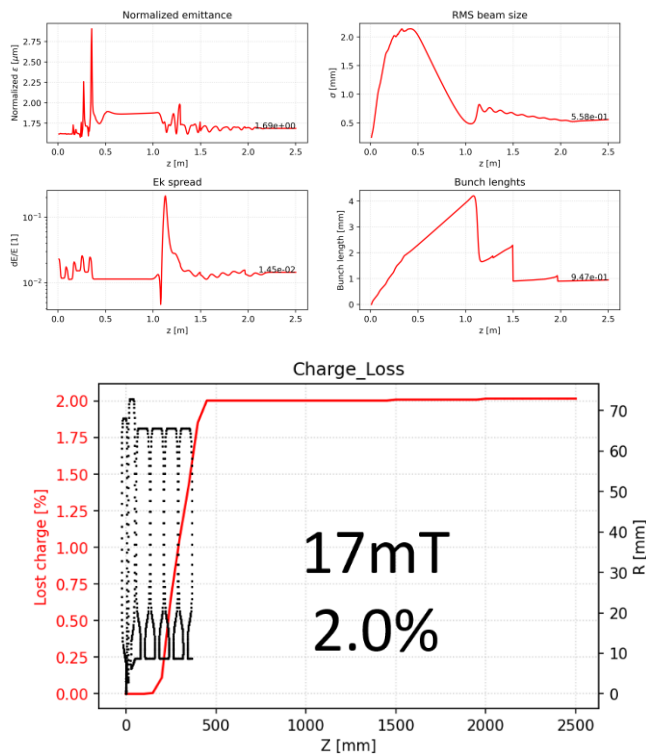 Normalized emittance
Normalized ε [μm]
2.75
2.50
2.25
2.00
1.75
1.69e+00
0.0 0.5 1.0 1.5 2.0 2.5
z [m]
RMS beam size
σ [mm]
2.0
1.5
1.0
0.5
5.58e-01
0.0 0.5 1.0 1.5 2.0 2.5
z [m]
Ek spread
dE/E [1]
10⁻¹
10⁻²
1.45e-02
0.0 0.5 1.0 1.5 2.0 2.5
z [m]
Bunch lenghts
Bunch length [mm]
4
3
2
1
0
9.47e-01
0.0 0.5 1.0 1.5 2.0 2.5
z [m]
Charge_Loss
Lost charge [%]
2.00
1.75
1.50
1.25
1.00
0.75
0.50
0.25
0.00
17mT
2.0%
R [mm]
70
60
50
40
30
20
10
0
0 500 1000 1500 2000 2500
Z [mm]